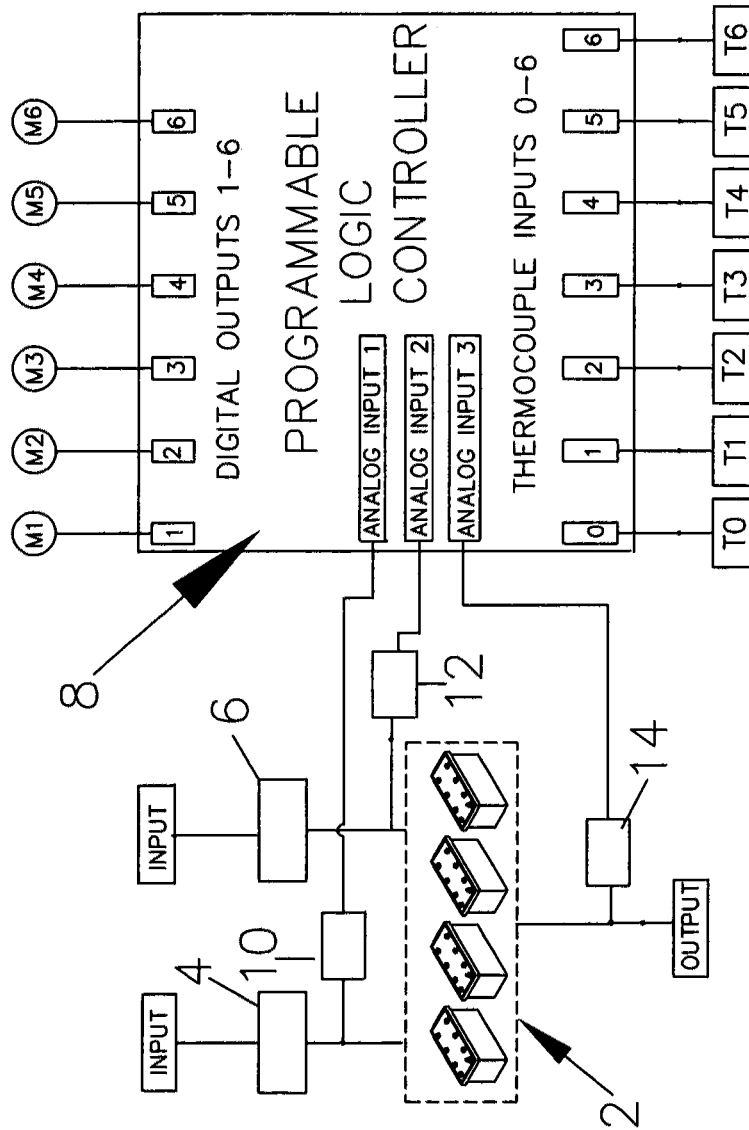 M1 M2 M3 M4 M5 M6
1 2 3 4 5 6
DIGITAL OUTPUTS 1-6
PROGRAMMABLE
LOGIC
CONTROLLER
ANALOG INPUT 1
ANALOG INPUT 2
ANALOG INPUT 3
THERMOCOUPLE INPUTS 0-6
0 1 2 3 4 5 6
T0 T1 T2 T3 T4 T5 T6
8
INPUT
INPUT
4
6
10
12
2
14
OUTPUT